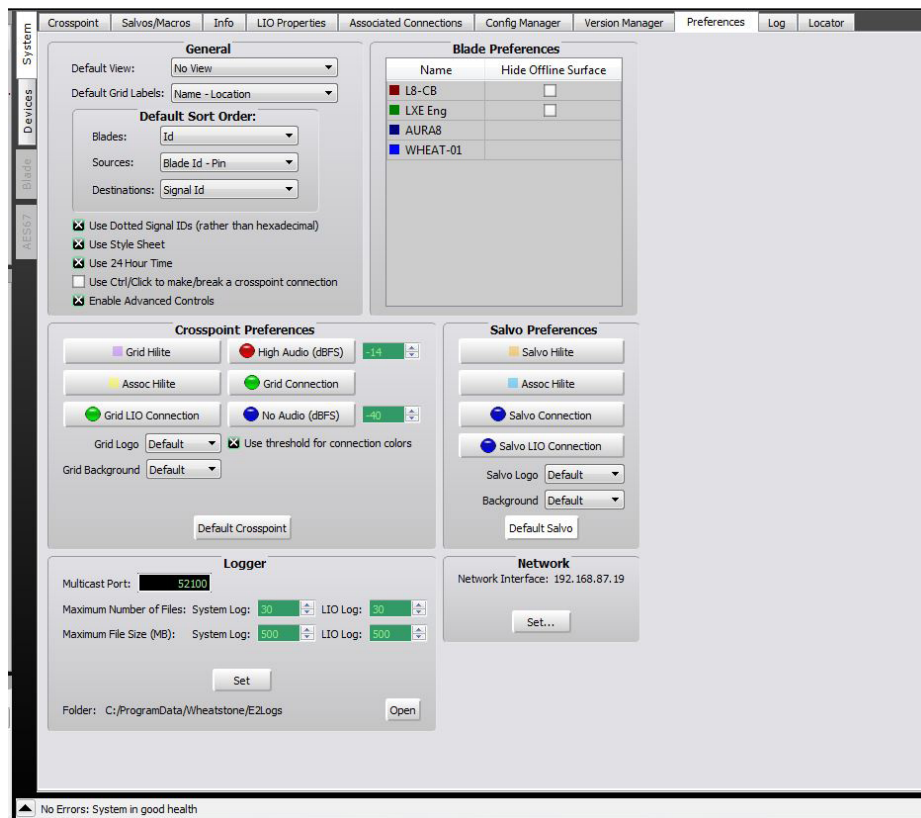 Crosspoint Salvos/Macros Info LIO Properties Associated Connections Config Manager Version Manager Preferences Log Locator
System
Devices
Blade
AES67
General
Default View: No View
Default Grid Labels: Name - Location
Default Sort Order:
Blades: Id
Sources: Blade Id - Pin
Destinations: Signal Id
Use Dotted Signal IDs (rather than hexadecimal)
Use Style Sheet
Use 24 Hour Time
Use Ctrl/Click to make/break a crosspoint connection
Enable Advanced Controls
Blade Preferences
Name Hide Offline Surface
L8-CB
LXE Eng
AURA8
WHEAT-01
Crosspoint Preferences
Grid Hilite High Audio (dBFS) -14
Assoc Hilite Grid Connection
Grid LIO Connection No Audio (dBFS) -40
Grid Logo Default Use threshold for connection colors
Grid Background Default
Default Crosspoint
Salvo Preferences
Salvo Hilite
Assoc Hilite
Salvo Connection
Salvo LIO Connection
Salvo Logo Default
Background Default
Default Salvo
Logger
Multicast Port: 52100
Maximum Number of Files: System Log: 30 LIO Log: 30
Maximum File Size (MB): System Log: 500 LIO Log: 500
Set
Folder: C:/ProgramData/Wheatstone/E2Logs Open
Network
Network Interface: 192.168.87.19
Set...
No Errors: System in good health